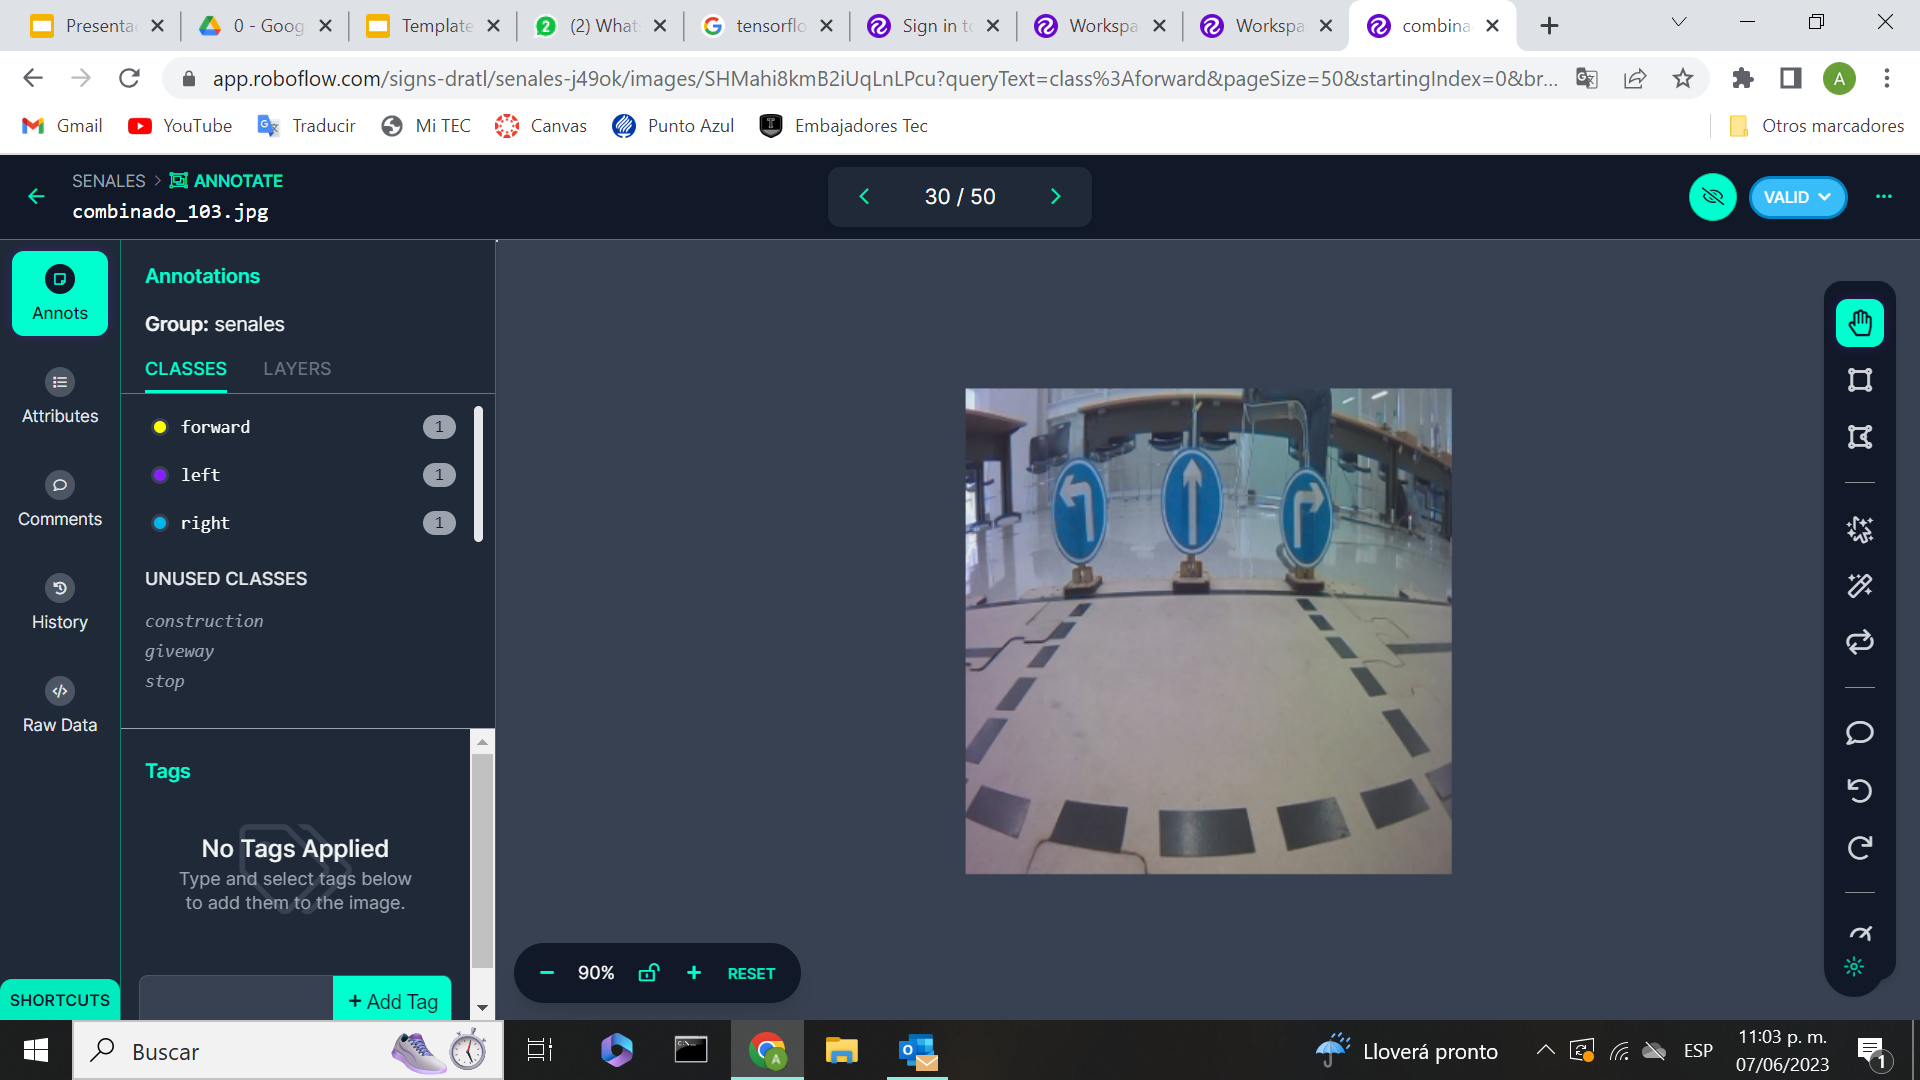 Presenta
0 - Goog
Template
(2) What
tensorflo
Sign in to
Workspa
Workspa
combina
app.roboflow.com/signs-dratl/senales-j49ok/images/SHMahi8kmB2iUqLnLPcu?queryText=class%3Aforward&pageSize=50&startingIndex=0&br...
A
Gmail
YouTube
Traducir
Mi TEC
Canvas
Punto Azul
Embajadores Tec
Otros marcadores
SENALES > ANNOTATE
combinado_103.jpg
30 / 50
VALID
Annots
Attributes
Comments
History
Raw Data
SHORTCUTS
Annotations
Group: senales
CLASSES LAYERS
forward 1
left 1
right 1
UNUSED CLASSES
construction
giveway
stop
Tags
No Tags Applied
Type and select tags below
to add them to the image.
+ Add Tag
90%
RESET
Buscar
Lloverá pronto
ESP
11:03 p. m.
07/06/2023
1